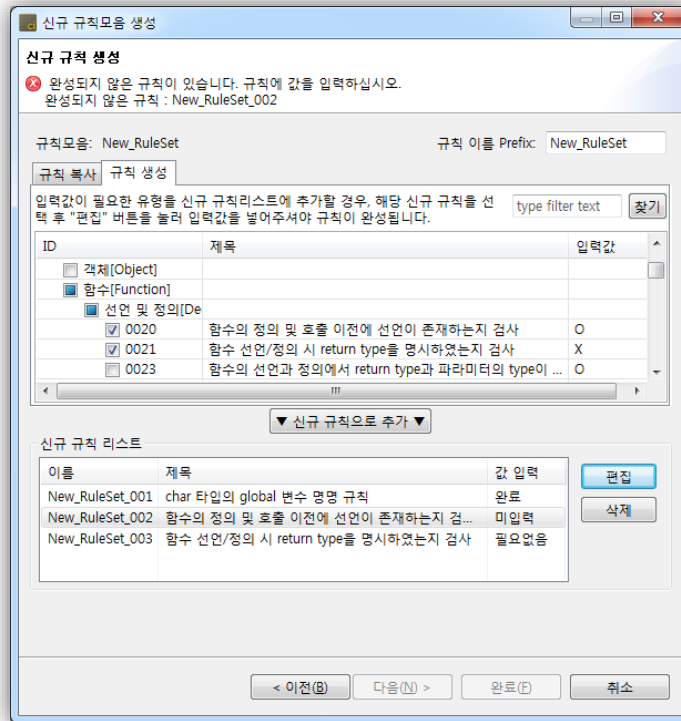 신규 규칙모음 생성
신규 규칙 생성
완성되지 않은 규칙이 있습니다. 규칙에 값을 입력하십시오.
완성되지 않은 규칙 : New_RuleSet_002
규칙모음: New_RuleSet 규칙 이름 Prefix: New_RuleSet
규칙 복사 규칙 생성
입력값이 필요한 유형을 신규 규칙리스트에 추가할 경우, 해당 신규 규칙을 선
택 후 "편집" 버튼을 눌러 입력값을 넣어주셔야 규칙이 완성됩니다.
type filter text 찾기
ID 제목 입력값
객체[Object]
함수[Function]
선언 및 정의[De
0020 함수의 정의 및 호출 이전에 선언이 존재하는지 검사 O
0021 함수 선언/정의 시 return type을 명시하였는지 검사 X
0023 함수의 선언과 정의에서 return type과 파라미터의 type이 ... O
▼ 신규 규칙으로 추가 ▼
신규 규칙 리스트
이름 제목 값 입력
New_RuleSet_001 char 타입의 global 변수 명명 규칙 완료
New_RuleSet_002 함수의 정의 및 호출 이전에 선언이 존재하는지 검... 미입력
New_RuleSet_003 함수 선언/정의 시 return type을 명시하였는지 검사 필요없음
편집
삭제
< 이전(B) 다음(N) > 완료(F) 취소